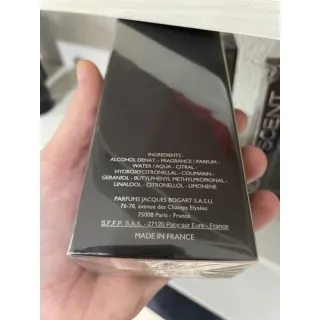 INGREDIENTS:
ALCOHOL DENAT. - FRAGRANCE / PARFUM -
WATER / AQUA - CITRAL -
HYDROXYCITRONELLAL - COUMARIN -
GERANIOL - BUTYLPHENYL METHYLPROPIONAL -
LINALOOL - CITRONELLOL - LIMONENE.
PARFUMS JACQUES BOGART S.A.S.U.
76-78, avenue des Champs Elysées
75008 Paris - France
S.F.F.P. S.A.S. - 27120 Pacy sur Eure - France
MADE IN FRANCE
SCENT